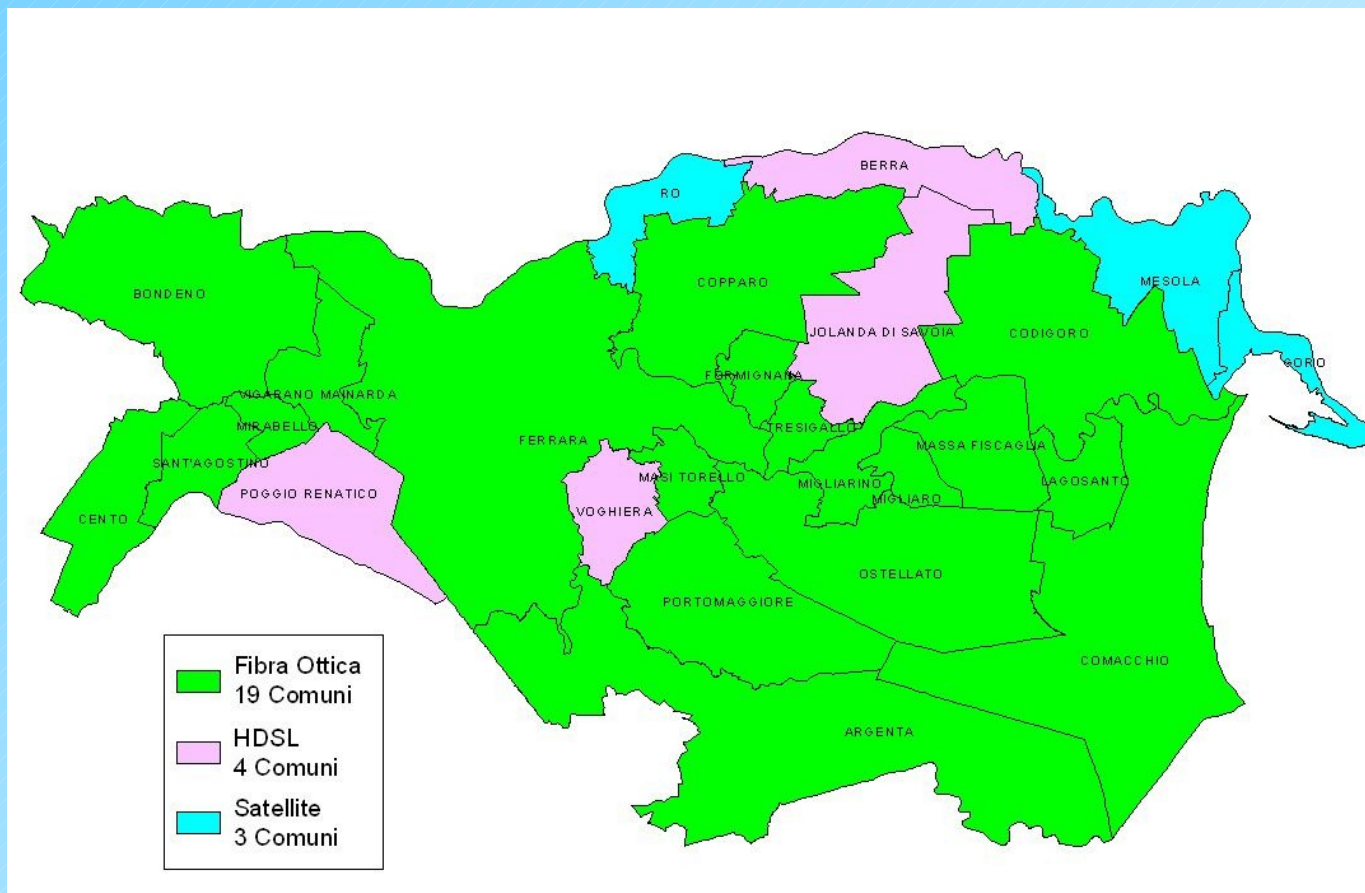 BERRA
RO
MESOLA
COPPARO
BONDENO
JOLANDA DI SAVOIA
CODIGORO
GORIO
FORMIGNANA
VIGARANO MAINARDA
MIRABELLO
TRESIGALLO
FERRARA
MASSA FISCAGLIA
SANT'AGOSTINO
MASI TORELLO
MIGLIARINO
LAGOSANTO
POGGIO RENATICO
MIGLIARO
VOGHIERA
CENTO
OSTELLATO
PORTOMAGGIORE
COMACCHIO
ARGENTA
Fibra Ottica
19 Comuni
HDSL
4 Comuni
Satellite
3 Comuni